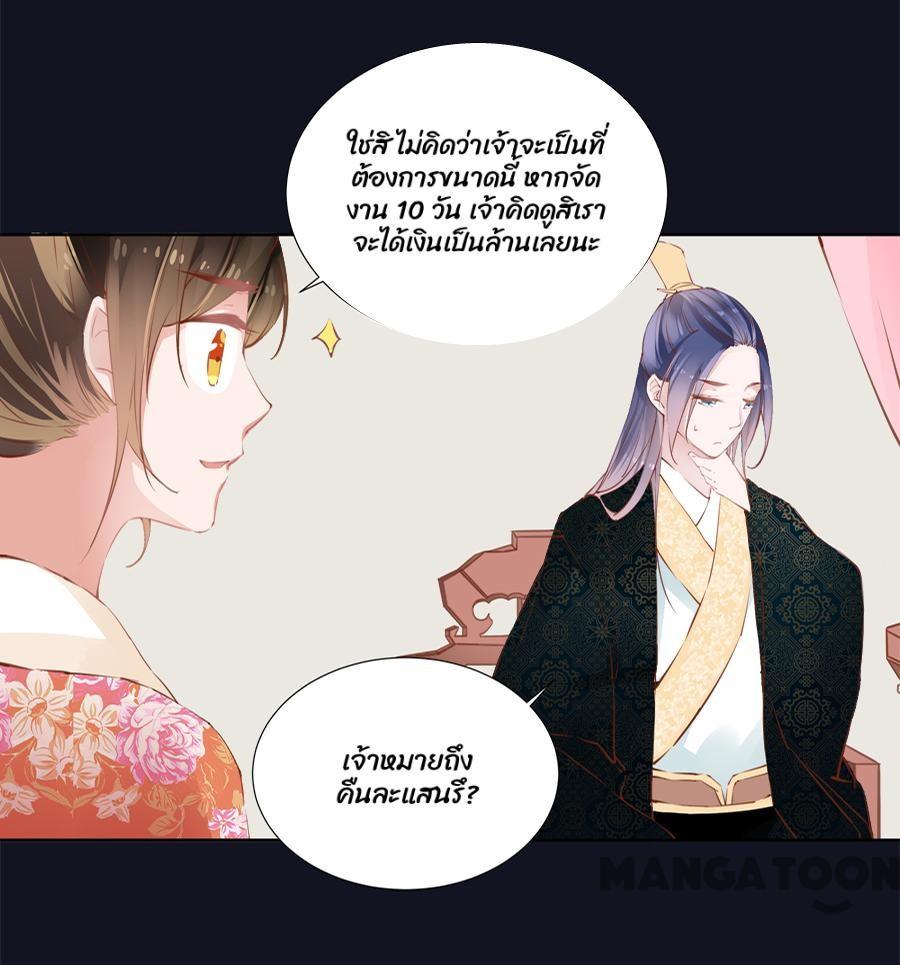 ใช่สิ ไม่คิดว่าเจ้าจะเป็นที่
ต้องการขนาดนี้ หากจัด
งาน 10 วัน เจ้าคิดดูสิเรา
จะได้เงินเป็นล้านเลยนะ
เจ้าหมายถึง
คืนละแสนรึ?
MANGA TOON